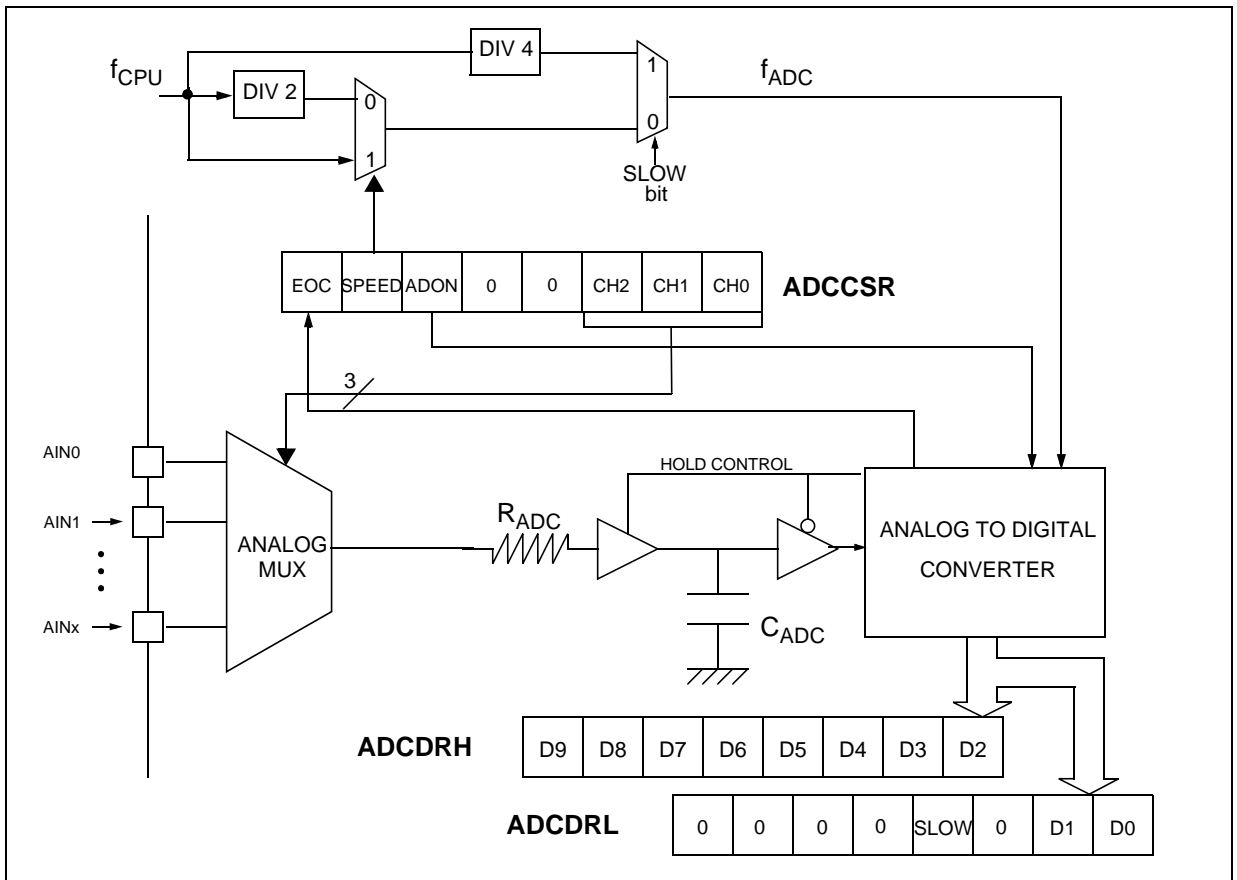 DIV 4
fCPU
DIV 2
0
1
1
0
fADC
SLOW
bit
EOC SPEED ADON 0 0 CH2 CH1 CH0
ADCCSR
3
AIN0
AIN1
AINx
ANALOG
MUX
RADC
HOLD CONTROL
CADC
ANALOG TO DIGITAL
CONVERTER
ADCDRH
D9 D8 D7 D6 D5 D4 D3 D2
ADCDRL
0 0 0 0 SLOW 0 D1 D0